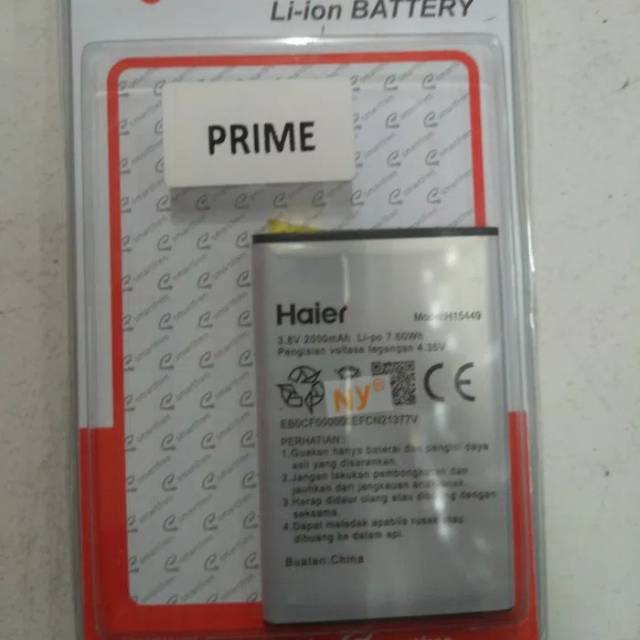 Li-ion BATTERY
PRIME
Haier
Model:H15449
3.8V 2000mAh Li-po 7.60Wh
Pengisian voltase tegangan 4.35V
NY®
CE
PERHATIAN:
1.Gunakan hanya baterai dan pengisi daya
asli yang disarankan.
2.Jangan lakukan pembongkaran dan
jauhkan dari jangkauan anak-anak.
3.Harap didaur ulang atau dibuang dengan
seksama.
4.Dapat meledak apabila rusak atau
dibuang ke dalam api.
Buatan:China